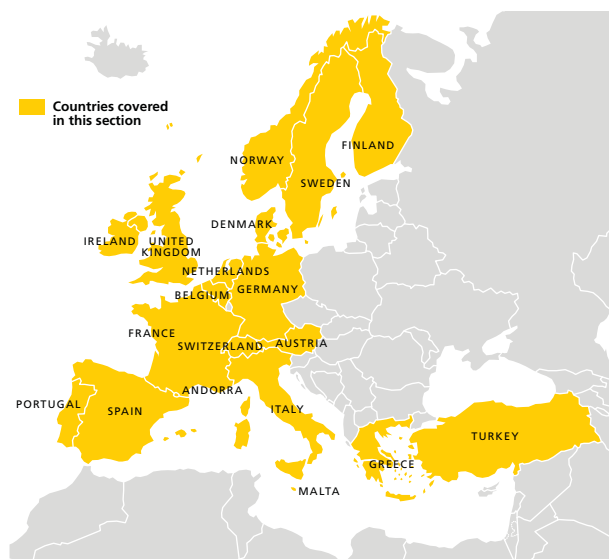 Countries covered
in this section
FINLAND
NORWAY
SWEDEN
DENMARK
IRELAND
UNITED
KINGDOM
NETHERLANDS
GERMANY
BELGIUM
FRANCE
SWITZERLAND
AUSTRIA
ANDORRA
PORTUGAL
SPAIN
ITALY
TURKEY
GREECE
MALTA